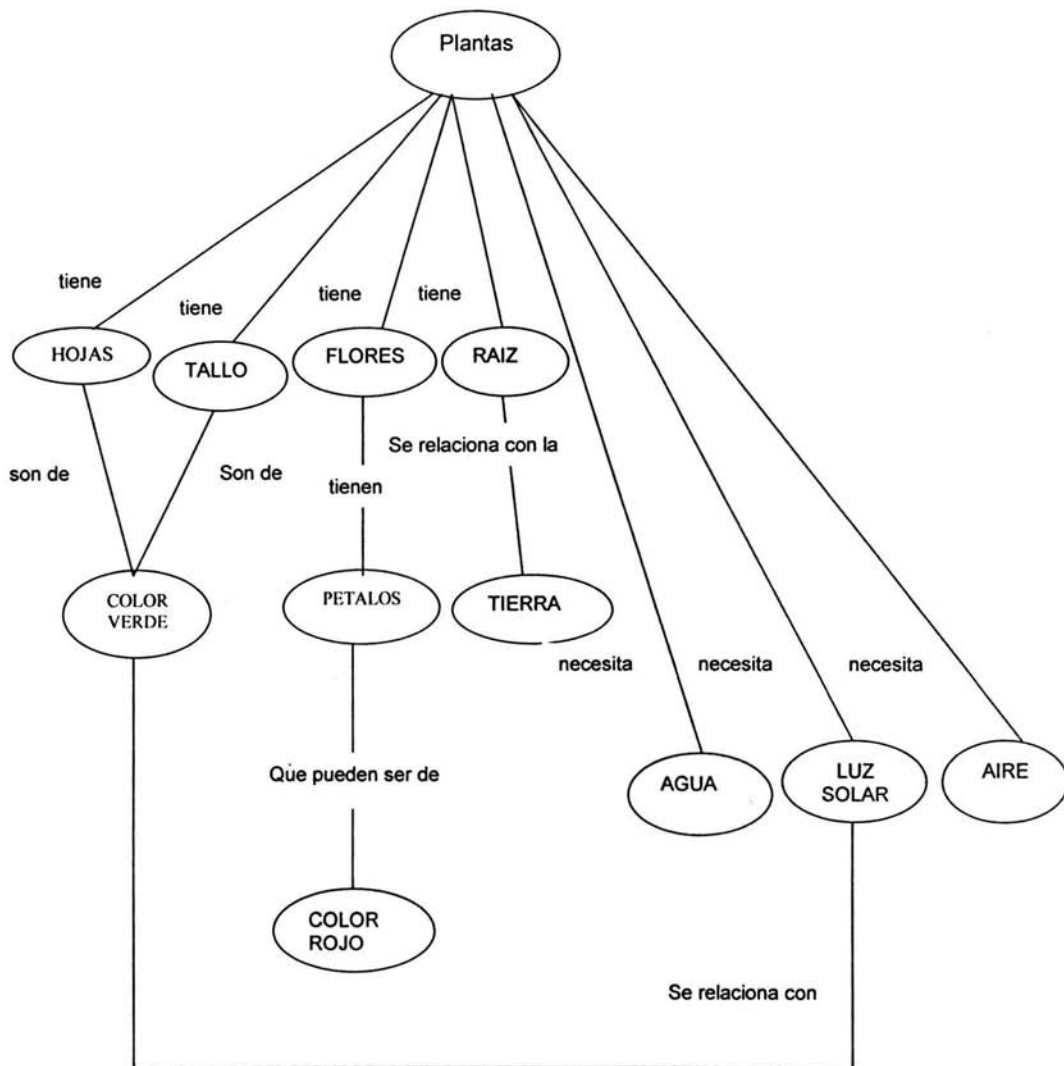 Plantas
tiene
tiene
tiene
tiene
HOJAS
TALLO
FLORES
RAIZ
son de
Son de
tienen
Se relaciona con la
COLOR
VERDE
PETALOS
TIERRA
necesita
necesita
necesita
Que pueden ser de
AGUA
LUZ
SOLAR
AIRE
COLOR
ROJO
Se relaciona con